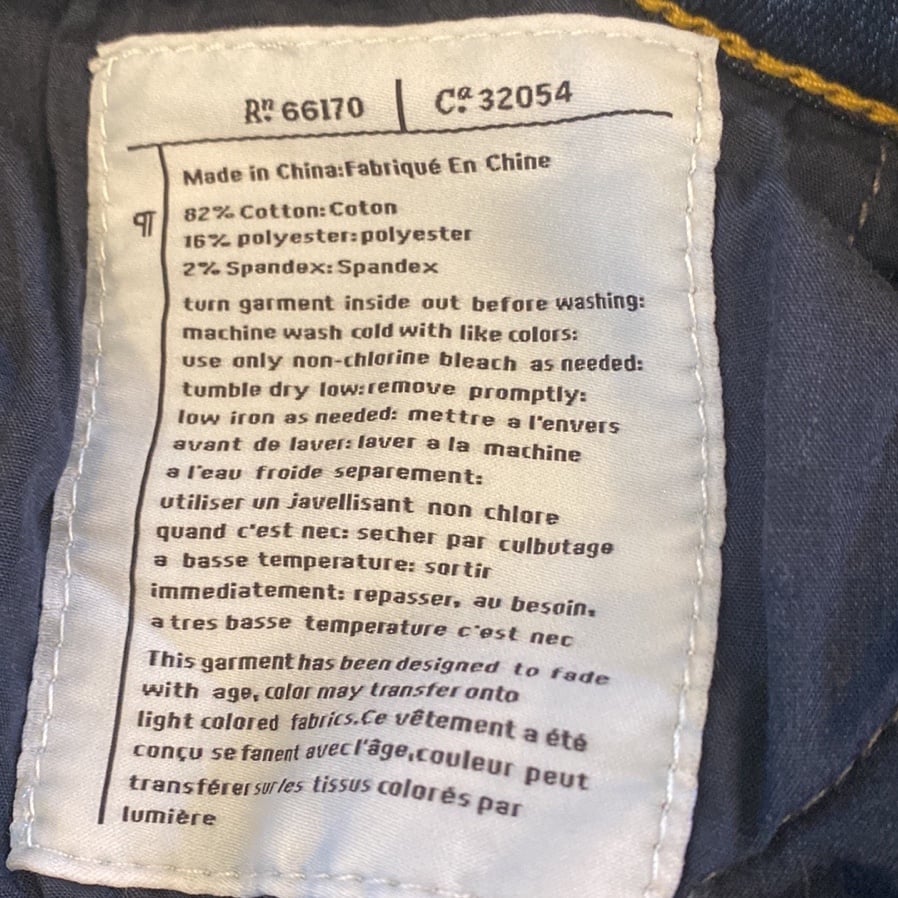 Rn. 66170 | Ca. 32054
Made in China:Fabriqué En Chine
¶
82% Cotton:Coton
16% polyester:polyester
2% Spandex:Spandex
turn garment inside out before washing:
machine wash cold with like colors:
use only non-chlorine bleach as needed:
tumble dry low:remove promptly:
low iron as needed: mettre a l'envers
avant de laver: laver a la machine
a l'eau froide separement:
utiliser un javellisant non chlore
quand c'est nec: secher par culbutage
a basse temperature: sortir
immediatement: repasser, au besoin,
a tres basse temperature c'est nec
This garment has been designed to fade
with age, color may transfer onto
light colored fabrics.Ce vêtement a été
conçu se fanent avec l'âge,couleur peut
transférer sur les tissus colorés par
lumière